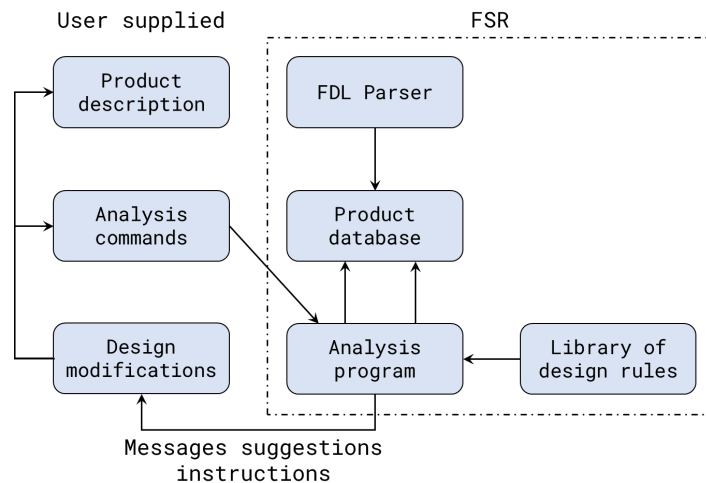 User supplied
FSR
Product
description
FDL Parser
Analysis
commands
Product
database
Design
modifications
Analysis
program
Library of
design rules
Messages suggestions
instructions